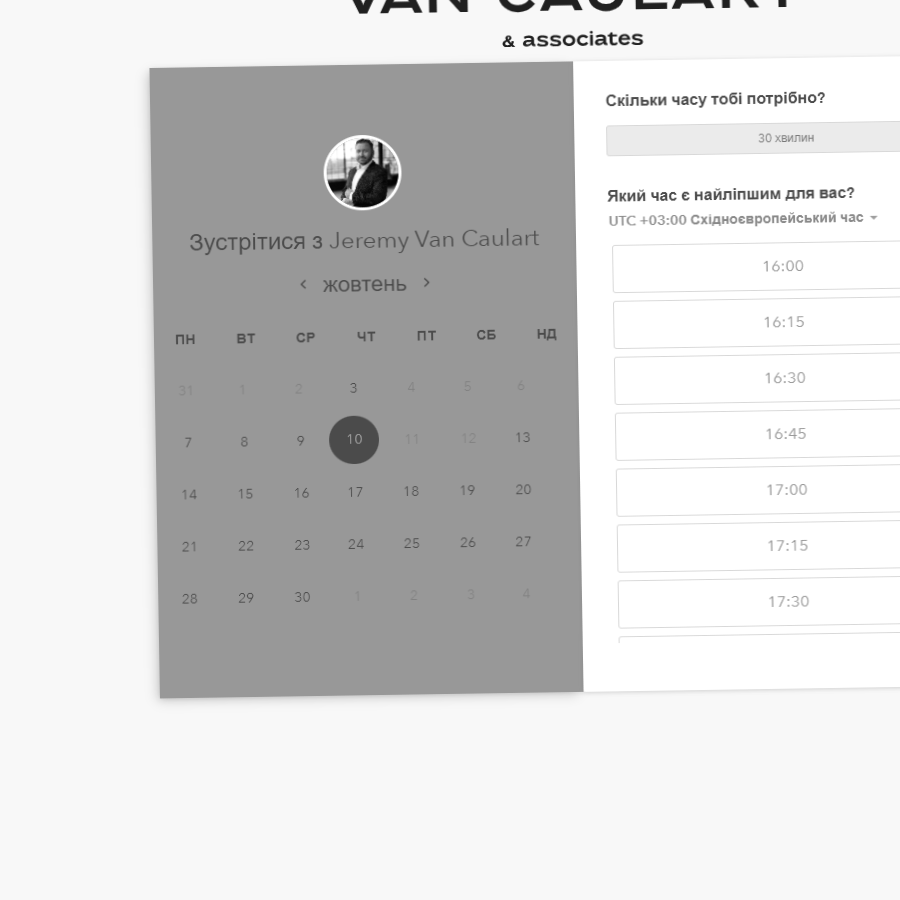 VAN CAULART
& associates
Зустрітися з Jeremy Van Caulart
жовтень
ПН ВТ СР ЧТ ПТ СБ НД
31 1 2 3 4 5 6
7 8 9 10 11 12 13
14 15 16 17 18 19 20
21 22 23 24 25 26 27
28 29 30 1 2 3 4
Скільки часу тобі потрібно?
30 хвилин
Який час є найліпшим для вас?
UTC +03:00 Східноєвропейський час
16:00
16:15
16:30
16:45
17:00
17:15
17:30